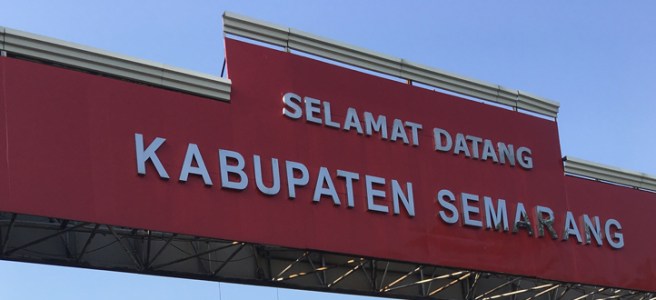 SELAMAT DATANG
KABUPATEN SEMARANG